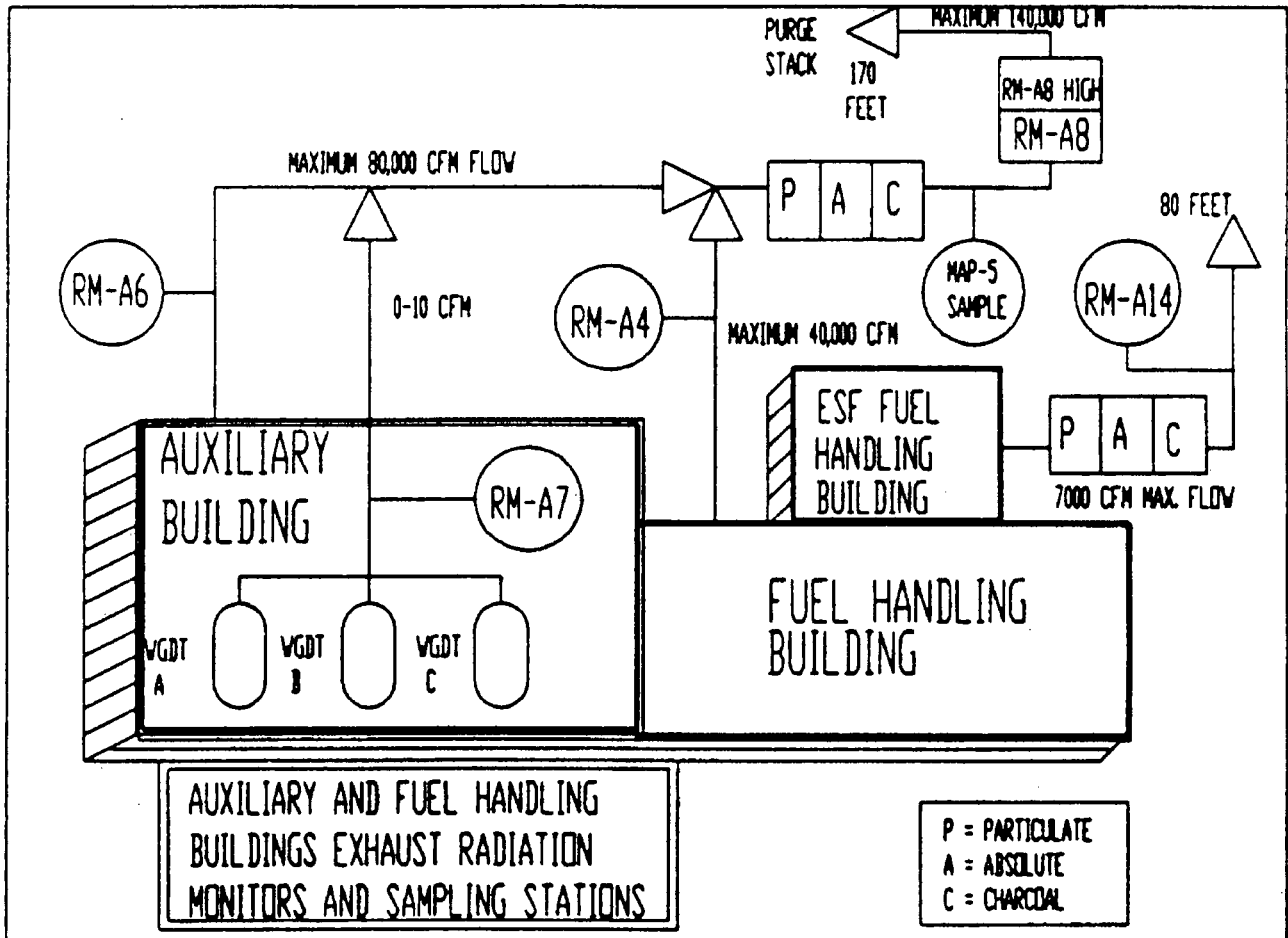 MAXIMUM 140,000 CFM
PURGE
STACK
170
FEET
RM-A8 HIGH
RM-A8
MAXIMUM 80,000 CFM FLOW
P A C
80 FEET
RM-A6
0-10 CFM
RM-A4
MAP-5
SAMPLE
RM-A14
MAXIMUM 40,000 CFM
AUXILIARY
BUILDING
RM-A7
ESF FUEL
HANDLING
BUILDING
P A C
7000 CFM MAX. FLOW
WGDT
A
WGDT
B
WGDT
C
FUEL HANDLING
BUILDING
AUXILIARY AND FUEL HANDLING
BUILDINGS EXHAUST RADIATION
MONITORS AND SAMPLING STATIONS
P = PARTICULATE
A = ABSOLUTE
C = CHARCOAL